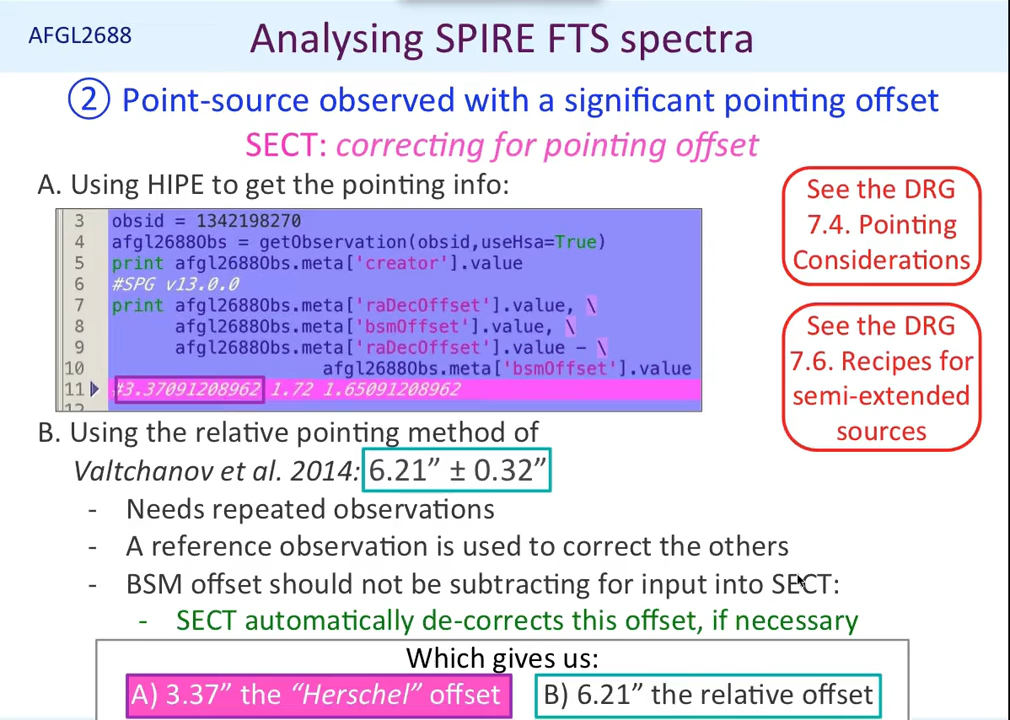 AFGL2688
Analysing SPIRE FTS spectra
② Point-source observed with a significant pointing offset
SECT: correcting for pointing offset
A. Using HIPE to get the pointing info:
3 obsid = 1342198270
4 afgl2688Obs = getObservation(obsid,useHsa=True)
5 print afgl2688Obs.meta['creator'].value
6 #SPG v13.0.0
7 print afgl2688Obs.meta['raDecOffset'].value, \
8 afgl2688Obs.meta['bsmOffset'].value, \
9 afgl2688Obs.meta['raDecOffset'].value - \
10 afgl2688Obs.meta['bsmOffset'].value
11 #3.37091208962 1.72 1.65091208962
12
See the DRG
7.4. Pointing
Considerations
See the DRG
7.6. Recipes for
semi-extended
sources
B. Using the relative pointing method of
Valtchanov et al. 2014: 6.21” ± 0.32”
- Needs repeated observations
- A reference observation is used to correct the others
- BSM offset should not be subtracting for input into SECT:
- SECT automatically de-corrects this offset, if necessary
Which gives us:
A) 3.37” the “Herschel” offset
B) 6.21” the relative offset